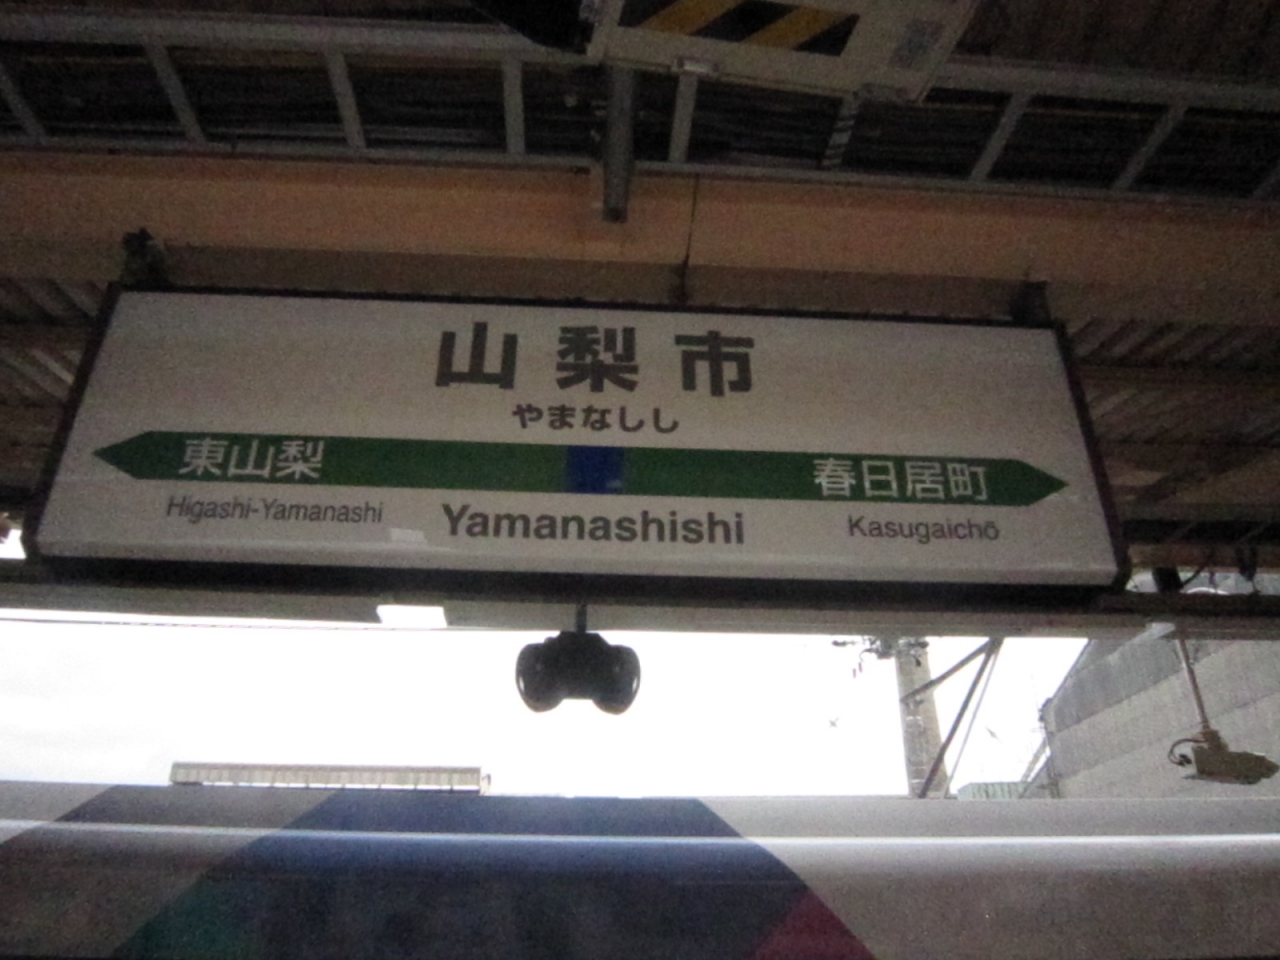 山梨市
やまなしし
東山梨 春日居町
Higashi-Yamanashi Yamanashishi Kasugaichō